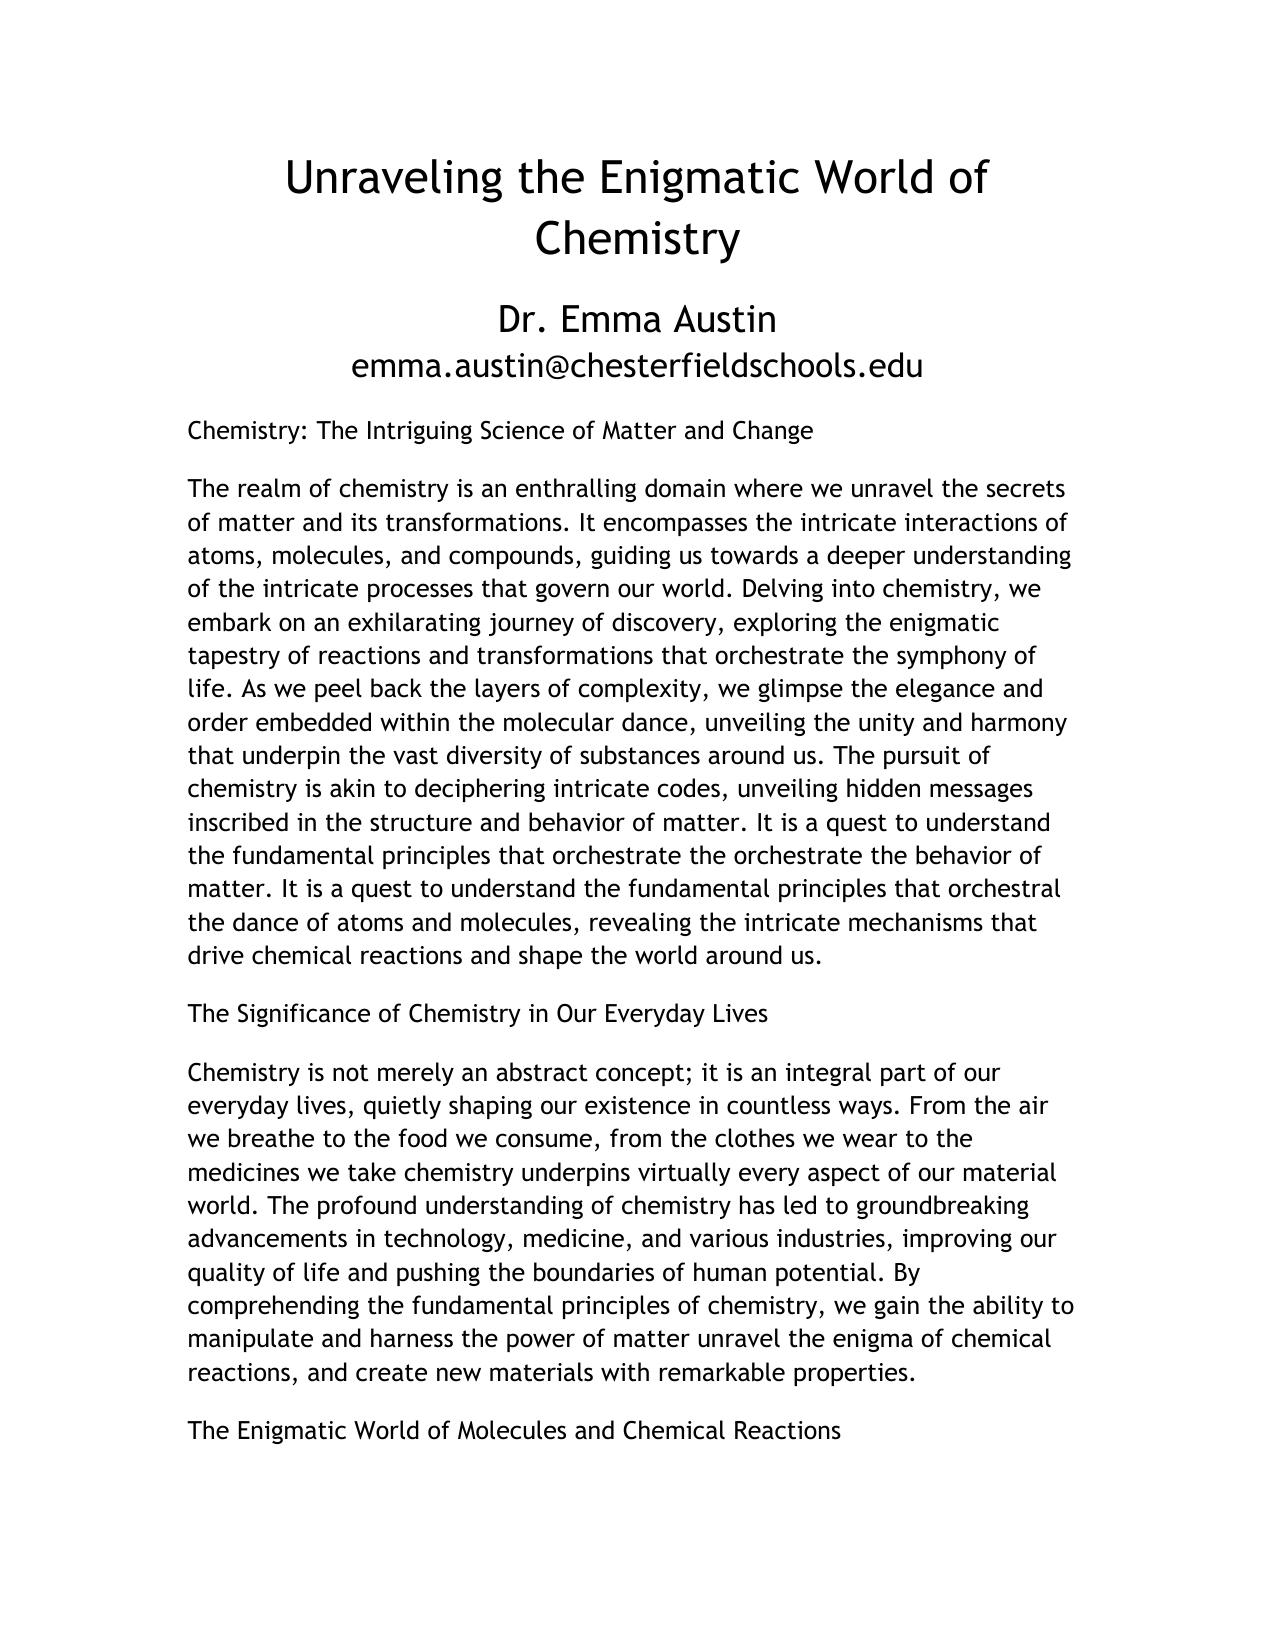 Unraveling the Enigmatic World of
Chemistry
Dr. Emma Austin
emma.austin@chesterfieldschools.edu
Chemistry: The Intriguing Science of Matter and Change
The realm of chemistry is an enthralling domain where we unravel the secrets
of matter and its transformations. It encompasses the intricate interactions of
atoms, molecules, and compounds, guiding us towards a deeper understanding
of the intricate processes that govern our world. Delving into chemistry, we
embark on an exhilarating journey of discovery, exploring the enigmatic
tapestry of reactions and transformations that orchestrate the symphony of
life. As we peel back the layers of complexity, we glimpse the elegance and
order embedded within the molecular dance, unveiling the unity and harmony
that underpin the vast diversity of substances around us. The pursuit of
chemistry is akin to deciphering intricate codes, unveiling hidden messages
inscribed in the structure and behavior of matter. It is a quest to understand
the fundamental principles that orchestrate the orchestrate the behavior of
matter. It is a quest to understand the fundamental principles that orchestral
the dance of atoms and molecules, revealing the intricate mechanisms that
drive chemical reactions and shape the world around us.
The Significance of Chemistry in Our Everyday Lives
Chemistry is not merely an abstract concept; it is an integral part of our
everyday lives, quietly shaping our existence in countless ways. From the air
we breathe to the food we consume, from the clothes we wear to the
medicines we take chemistry underpins virtually every aspect of our material
world. The profound understanding of chemistry has led to groundbreaking
advancements in technology, medicine, and various industries, improving our
quality of life and pushing the boundaries of human potential. By
comprehending the fundamental principles of chemistry, we gain the ability to
manipulate and harness the power of matter unravel the enigma of chemical
reactions, and create new materials with remarkable properties.
The Enigmatic World of Molecules and Chemical Reactions